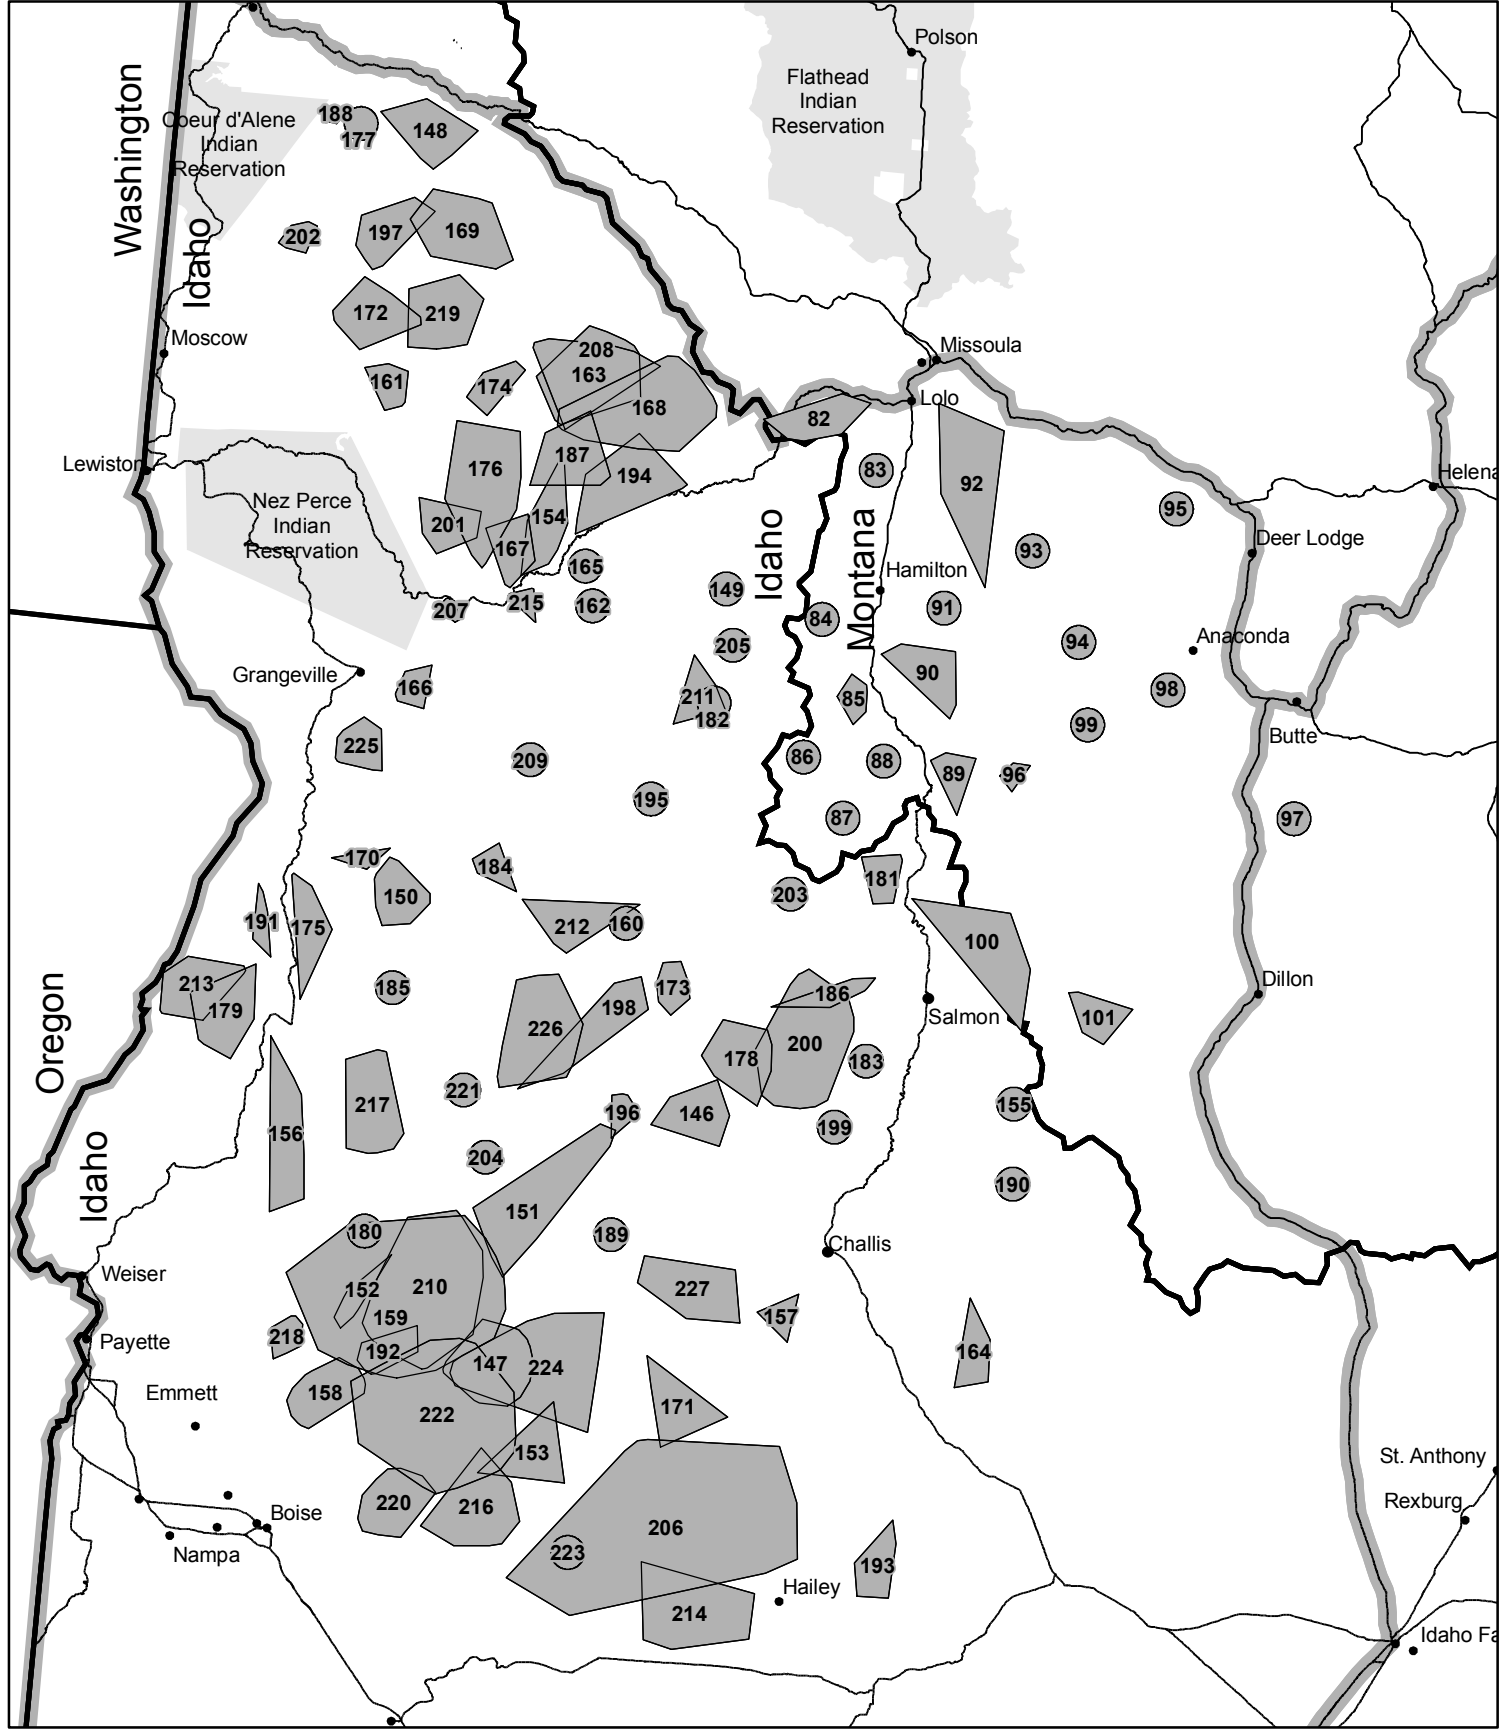 Polson
Flathead
Indian
Reservation
Washington
188
Coeur d'Alene
Indian
Reservation
177
148
Idaho
202
197
169
172
219
Moscow
208
163
Missoula
161
174
168
Lolo
82
Lewiston
176
187
194
83
92
Helena
Nez Perce
Indian
Reservation
201
154
167
95
Idaho
Montana
Deer Lodge
93
165
149
Hamilton
207
215
162
84
91
205
94
Anaconda
Grangeville
166
90
211
182
85
98
99
225
Butte
209
86
88
89
96
195
87
97
170
184
150
181
203
191
175
212
160
100
213
185
173
186
198
Dillon
179
226
Salmon
101
Oregon
178
200
183
221
217
196
146
155
156
199
Idaho
204
190
151
180
189
Challis
Weiser
152
210
227
159
157
218
Payette
192
164
147
224
Emmett
158
171
222
153
St. Anthony
220
216
Rexburg
Boise
206
Nampa
223
193
Hailey
214
Idaho Fa